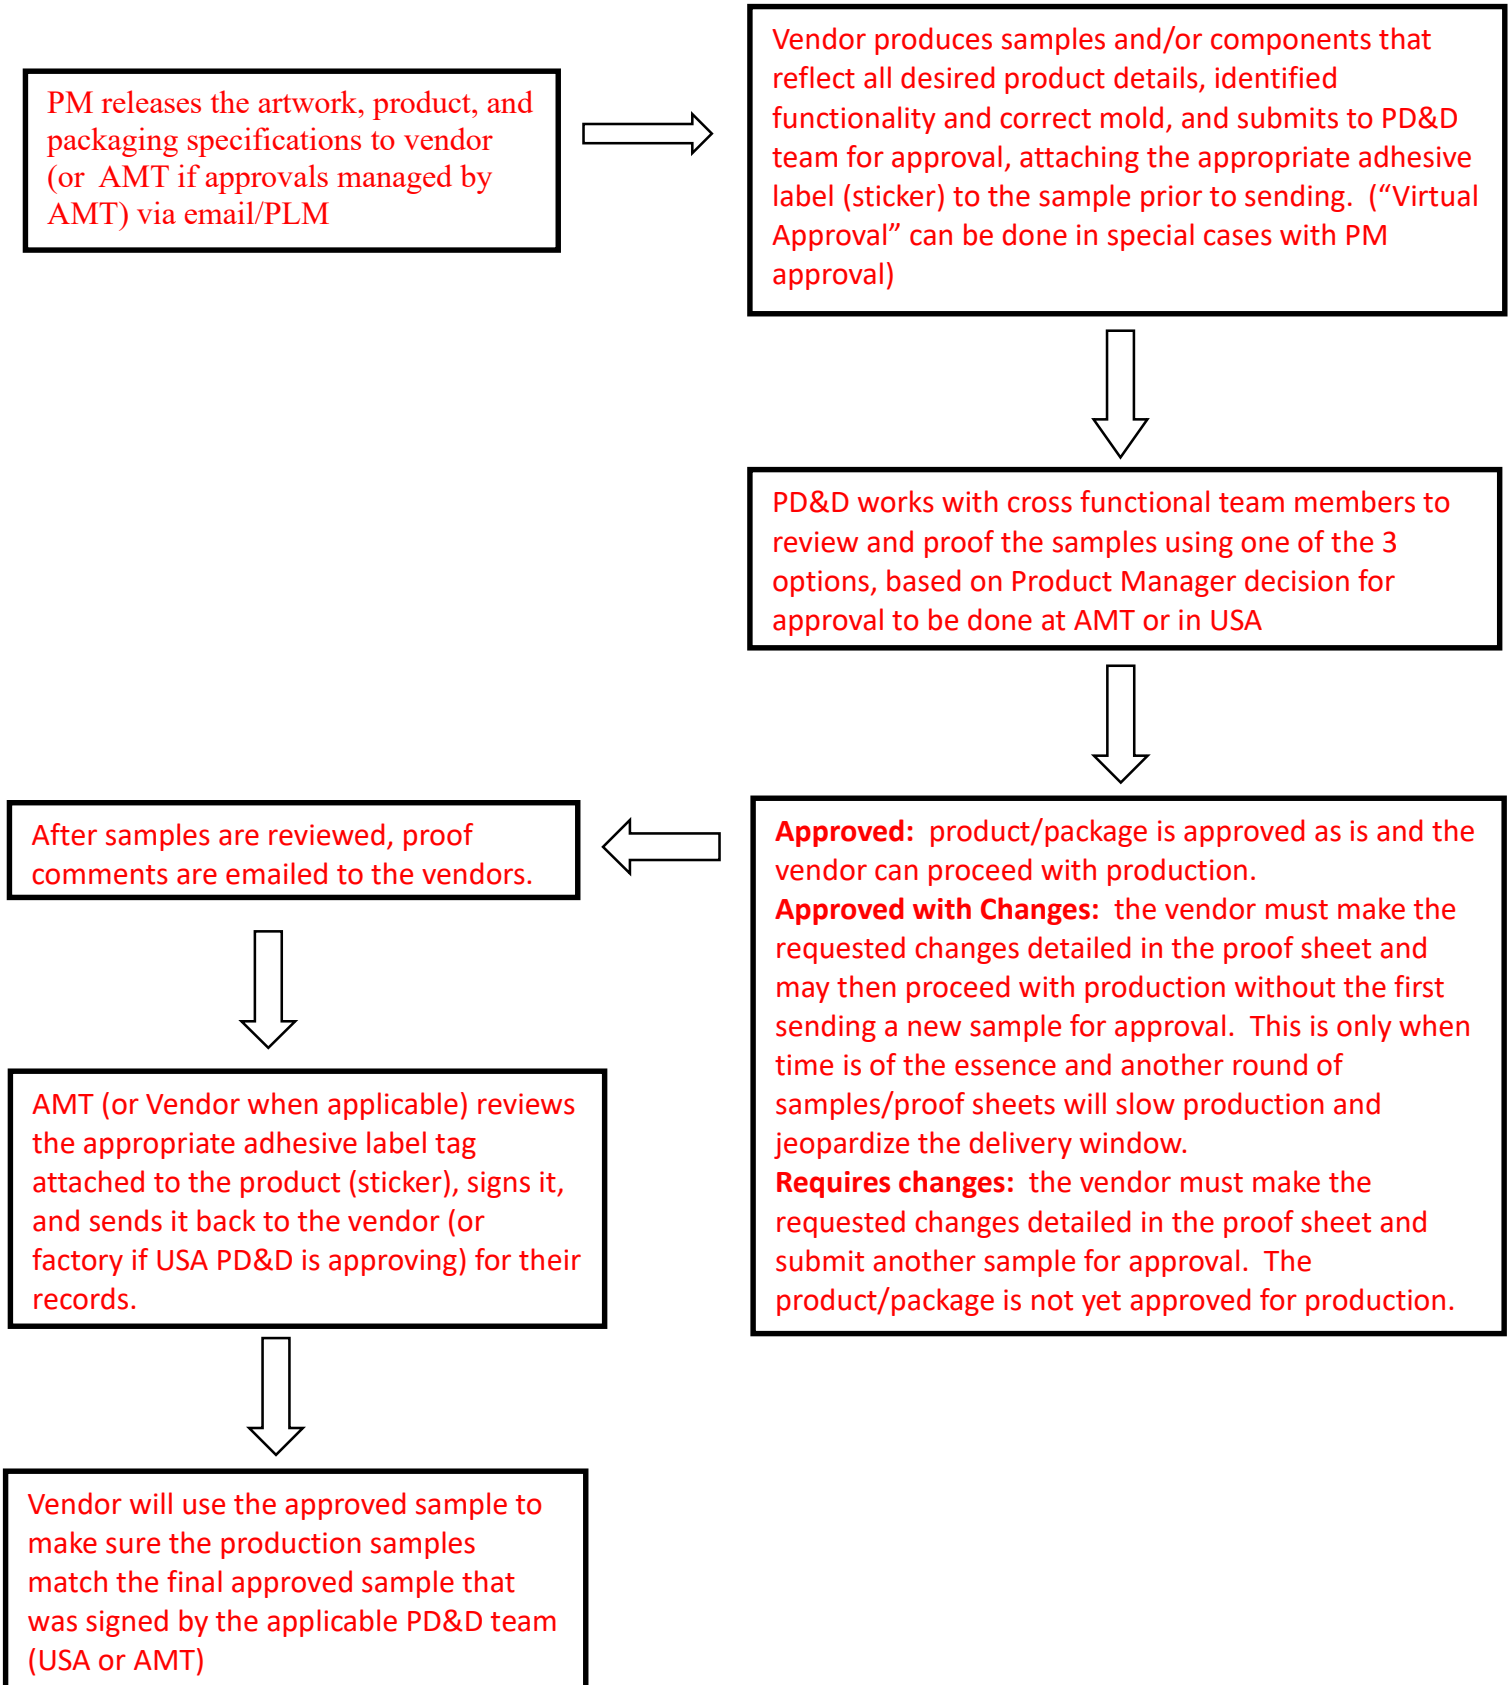 PM releases the artwork, product, and
packaging specifications to vendor
(or  AMT if approvals managed by
AMT) via email/PLM
Vendor produces samples and/or components that
reflect all desired product details, identified
functionality and correct mold, and submits to PD&D
team for approval, attaching the appropriate adhesive
label (sticker) to the sample prior to sending.  (“Virtual
Approval” can be done in special cases with PM
approval)
PD&D works with cross functional team members to
review and proof the samples using one of the 3
options, based on Product Manager decision for
approval to be done at AMT or in USA
Approved:  product/package is approved as is and the
vendor can proceed with production.
Approved with Changes:  the vendor must make the
requested changes detailed in the proof sheet and
may then proceed with production without the first
sending a new sample for approval.  This is only when
time is of the essence and another round of
samples/proof sheets will slow production and
jeopardize the delivery window.
Requires changes:  the vendor must make the
requested changes detailed in the proof sheet and
submit another sample for approval.  The
product/package is not yet approved for production.
After samples are reviewed, proof
comments are emailed to the vendors.
AMT (or Vendor when applicable) reviews
the appropriate adhesive label tag
attached to the product (sticker), signs it,
and sends it back to the vendor (or
factory if USA PD&D is approving) for their
records.
Vendor will use the approved sample to
make sure the production samples
match the final approved sample that
was signed by the applicable PD&D team
(USA or AMT)